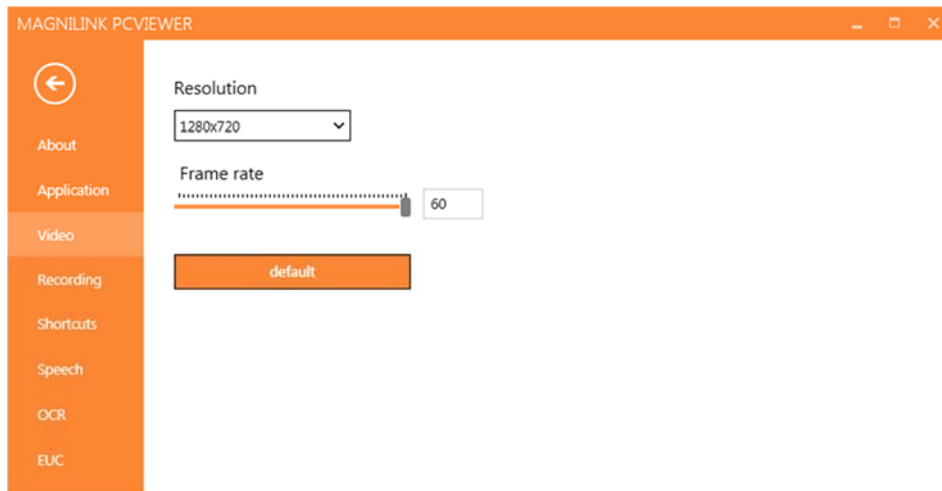 MAGNILINK PCVIEWER
About
Application
Video
Recording
Shortcuts
Speech
OCR
EUC
Resolution
1280x720
Frame rate
60
default